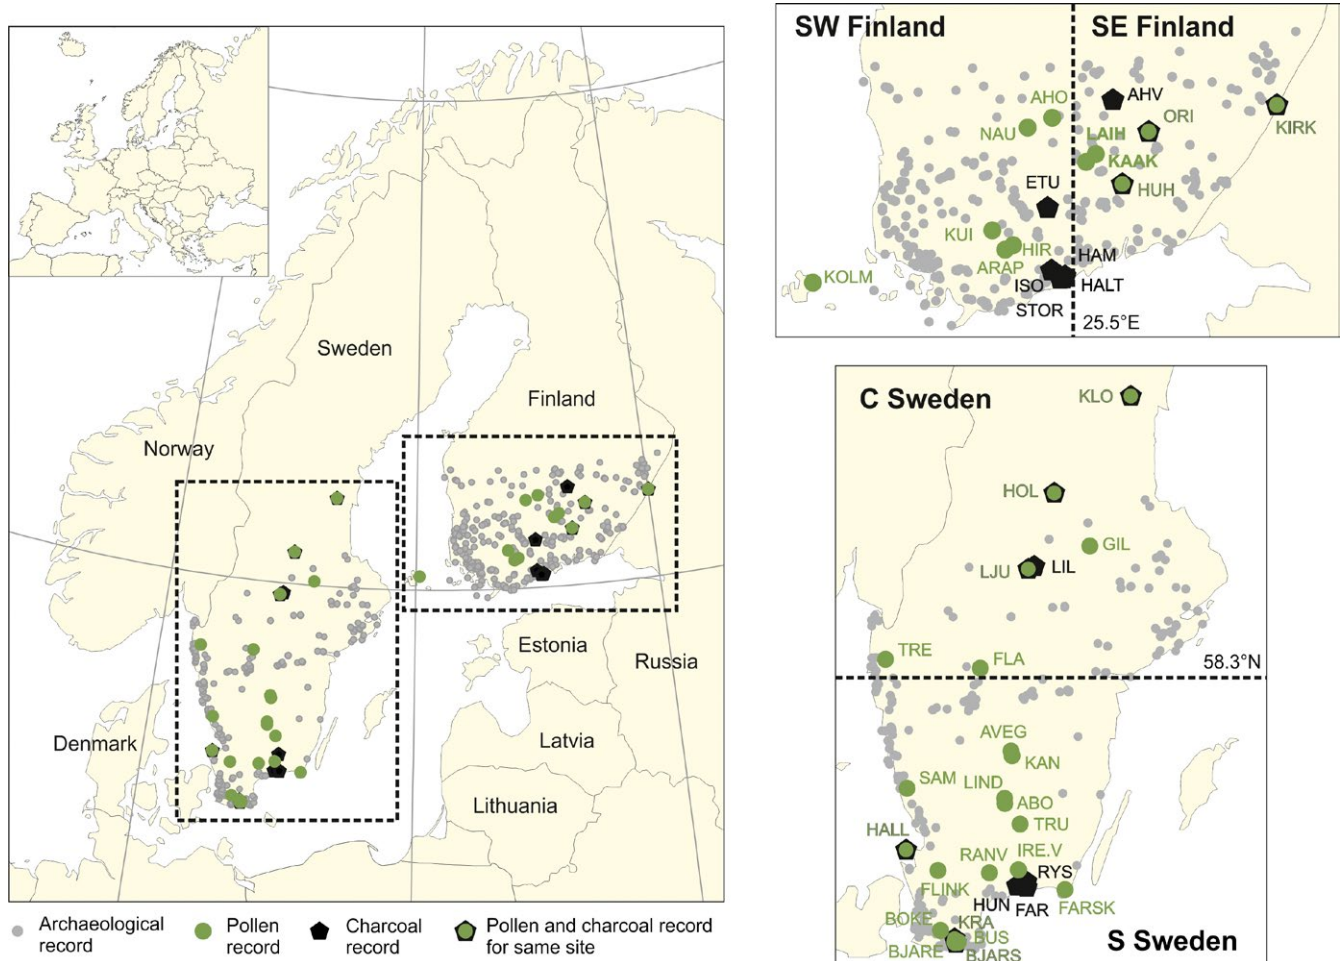 Sweden
Finland
Norway
Estonia
Russia
Denmark
Latvia
Lithuania
Archaeological
record
Pollen
record
Charcoal
record
Pollen and charcoal record
for same site
SW Finland
SE Finland
AHO
AHV
NAU
LAIH
ORI
KIRK
KAAK
ETU
HUH
KUI
HIR
ARAP
HAM
KOLM
ISO
HALT
STOR
25.5°E
C Sweden
KLO
HOL
GIL
LJU
LIL
TRE
FLA
58.3°N
AVEG
KAN
SAM
LIND
ABO
TRU
HALL
RANV
IRE.V
RYS
FLINK
HUN
FAR
FARSK
BOKE
KRA
BUS
BJARE
BJARS
S Sweden